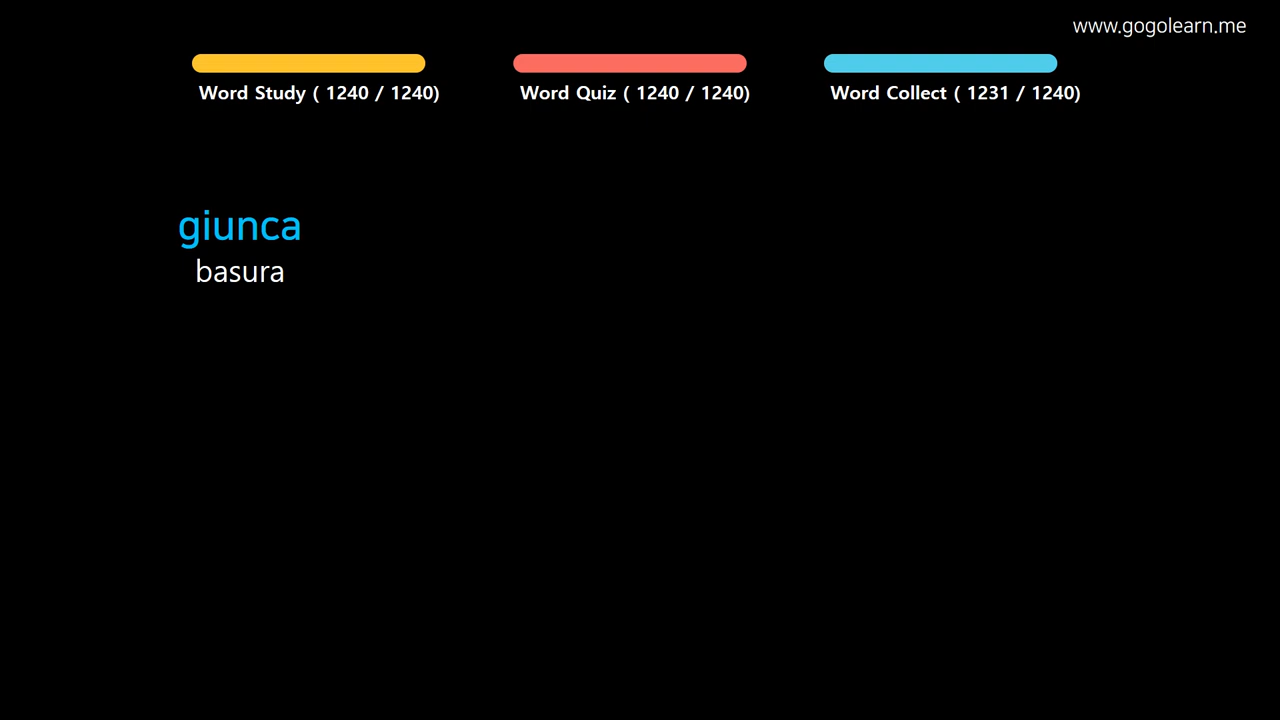 www.gogolearn.me
Word Study ( 1240 / 1240)
Word Quiz ( 1240 / 1240)
Word Collect ( 1231 / 1240)
giunca
basura